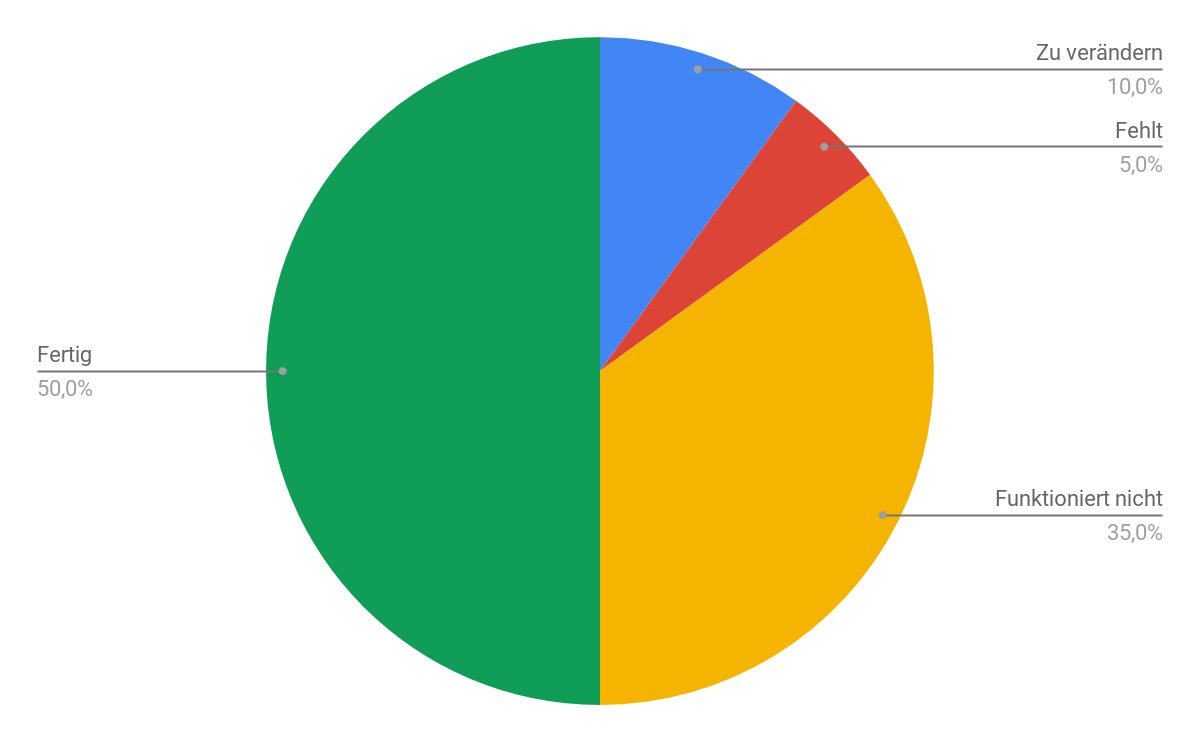 Zu verändern
10,0%
Fehlt
5,0%
Fertig
50,0%
Funktioniert nicht
35,0%